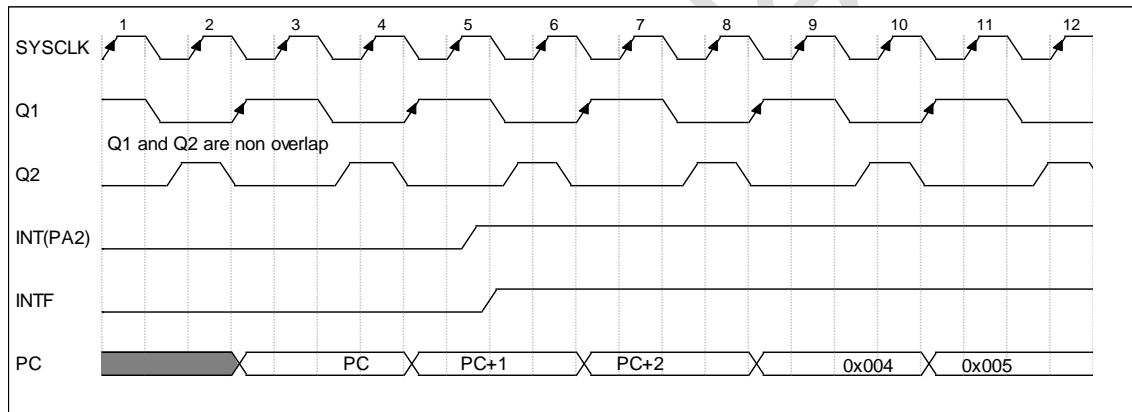 1 2 3 4 5 6 7 8 9 10 11 12
SYSCLK
Q1
Q1 and Q2 are non overlap
Q2
INT(PA2)
INTF
PC PC PC+1 PC+2 0x004 0x005